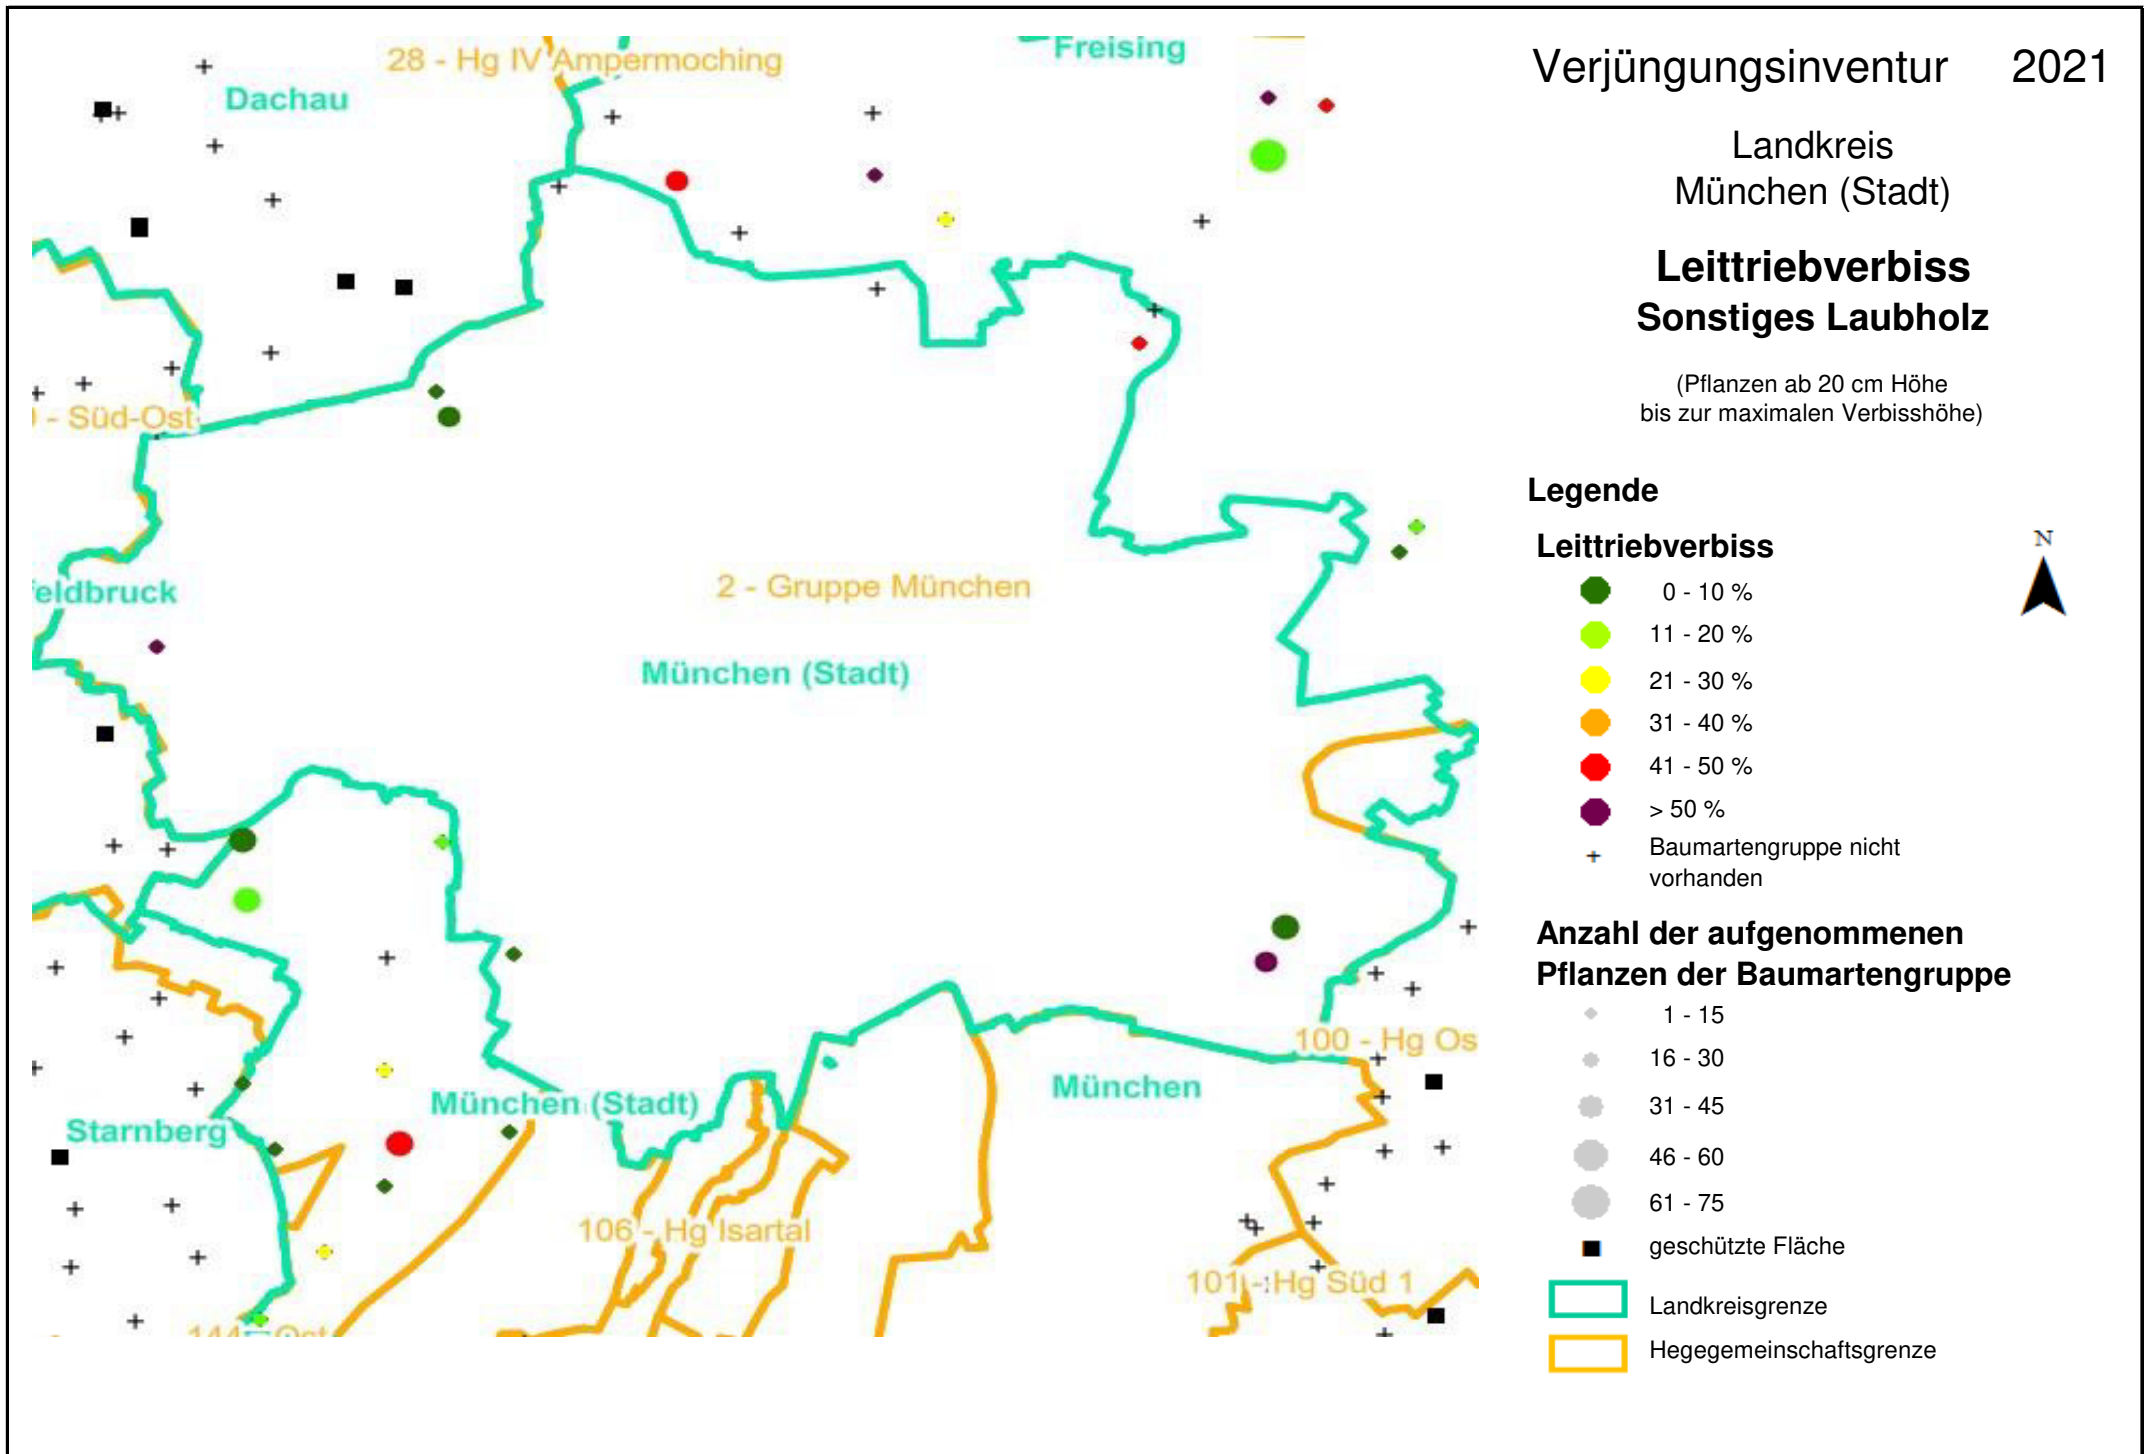 Verjüngungsinventur 2021
Landkreis
München (Stadt)
Leittriebverbiss
Sonstiges Laubholz
(Pflanzen ab 20 cm Höhe
bis zur maximalen Verbisshöhe)
Legende
Leittriebverbiss
0 - 10 %
11 - 20 %
21 - 30 %
31 - 40 %
41 - 50 %
> 50 %
Baumartengruppe nicht
vorhanden
Anzahl der aufgenommenen
Pflanzen der Baumartengruppe
1 - 15
16 - 30
31 - 45
46 - 60
61 - 75
geschützte Fläche
Landkreisgrenze
Hegegemeinschaftsgrenze
N
28 - Hg IV Ampermoching
Freising
Dachau
- Süd-Ost
eldbruck
2 - Gruppe München
München (Stadt)
100 - Hg Os
München
München (Stadt)
Starnberg
106 - Hg Isartal
101 - Hg Süd 1
144 - Ost